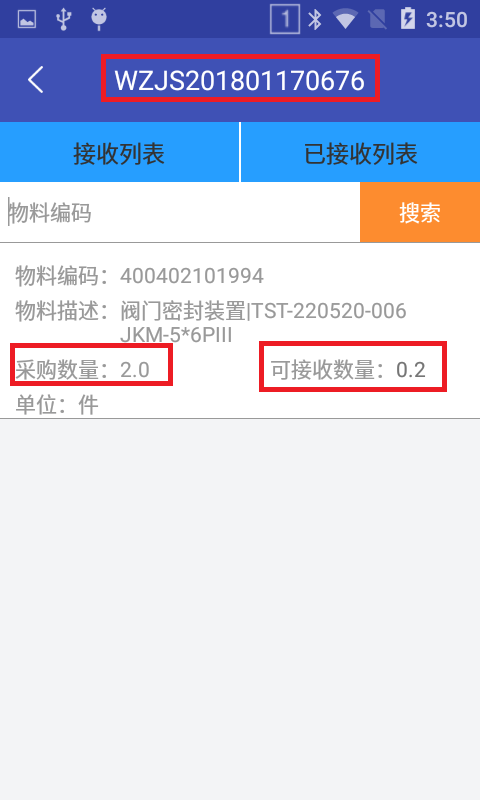 1 3:50
WZJS201801170676
接收列表 已接收列表
物料编码 搜索
物料编码：400402101994
物料描述：阀门密封装置|TST-220520-006
JKM-5*6PIII
采购数量：2.0 可接收数量：0.2
单位：件